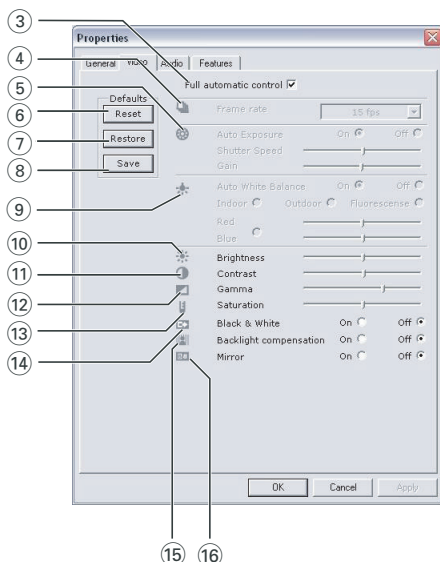 3
Properties
4
General Video Audio Features
Full automatic control
5
Defaults
6
Reset
Frame rate 15 fps
7
Restore
Auto Exposure On Off
Shutter Speed
8
Save
Gain
9
Auto White Balance On Off
Indoor Outdoor Fluorescense
Red
Blue
10
Brightness
11
Contrast
12
Gamma
13
Saturation
14
Black & White On Off
Backlight compensation On Off
Mirror On Off
OK Cancel Apply
15 16